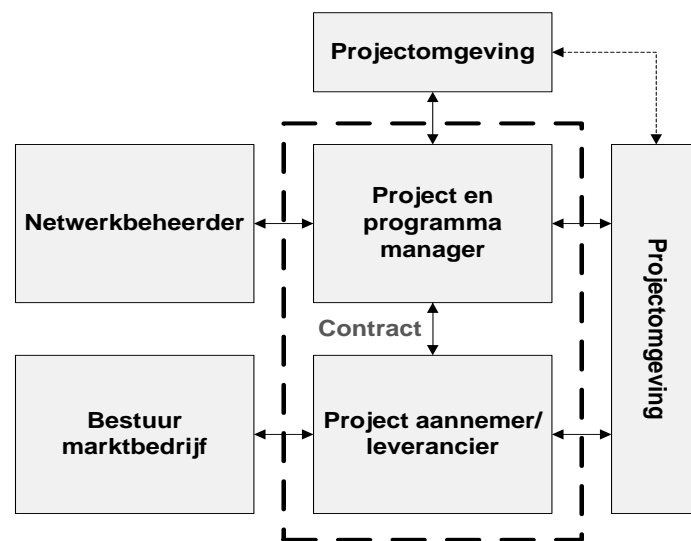 Projectomgeving
Netwerkbeheerder
Project en
programma
manager
Projectomgeving
Contract
Bestuur
marktbedrijf
Project aannemer/
leverancier